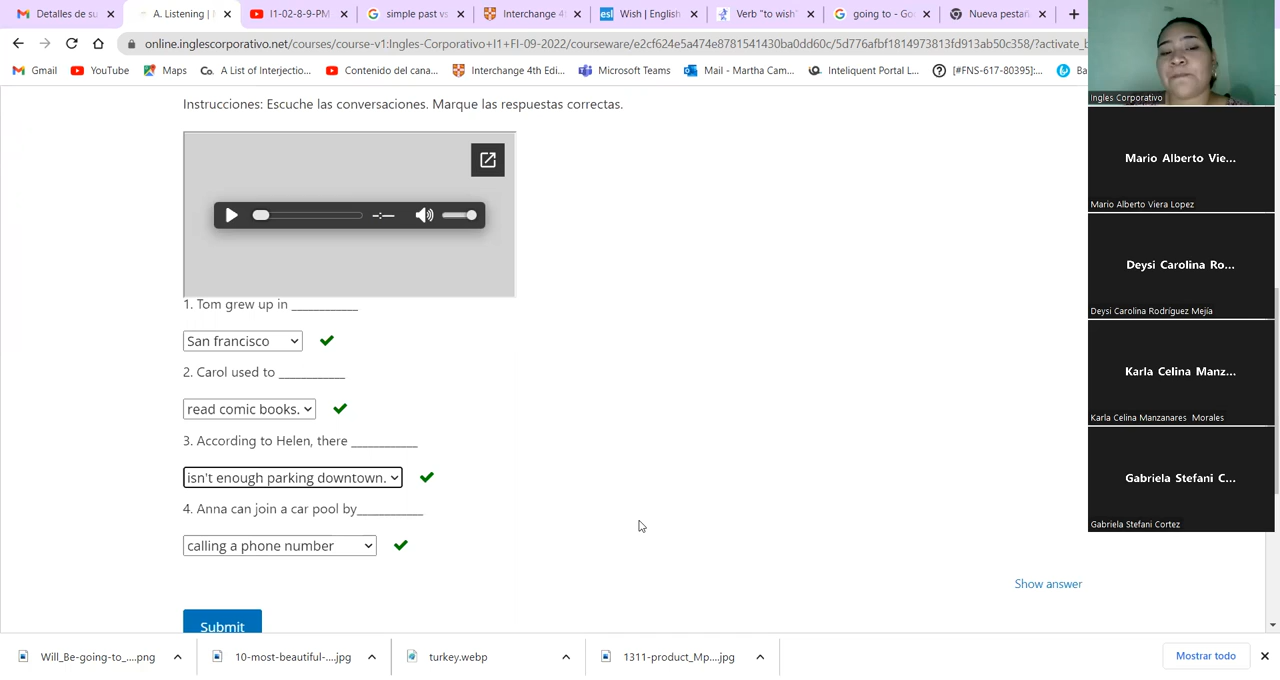 Detalles de su
A. Listening |
I1-02-8-9-PM
simple past vs
Interchange 4t
Wish | English
Verb "to wish"
going to - Goo
Nueva pestañ
online.inglescorporativo.net/courses/course-v1:Ingles-Corporativo+I1+FI-09-2022/courseware/e2cf624e5a474e8781541430ba0dd60c/5d776afbf1814973813fd913ab50c358/?activate_b
Gmail
YouTube
Maps
A List of Interjectio...
Contenido del cana...
Interchange 4th Edi...
Microsoft Teams
Mail - Martha Cam...
Inteliquent Portal L...
[#FNS-617-80395]:...
Ba
Instrucciones: Escuche las conversaciones. Marque las respuestas correctas.
-:--
1. Tom grew up in ___________
San francisco
2. Carol used to ___________
read comic books.
3. According to Helen, there ___________
isn't enough parking downtown.
4. Anna can join a car pool by___________
calling a phone number
Show answer
Submit
Ingles Corporativo
Mario Alberto Vie...
Mario Alberto Viera Lopez
Deysi Carolina Ro...
Deysi Carolina Rodríguez Mejía
Karla Celina Manz...
Karla Celina Manzanares Morales
Gabriela Stefani C...
Gabriela Stefani Cortez
Will_Be-going-to_....png
10-most-beautiful-....jpg
turkey.webp
1311-product_Mp....jpg
Mostrar todo